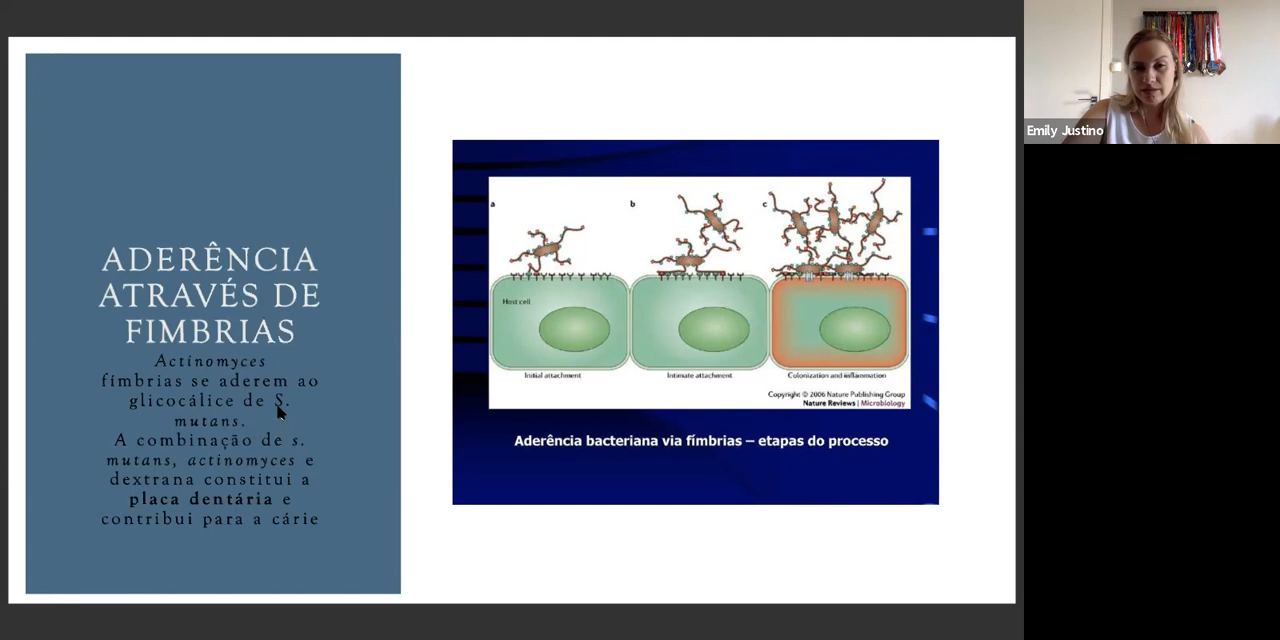 ADERÊNCIA
ATRAVÉS DE
FIMBRIAS
Actinomyces
fímbrias se aderem ao
glicocálice de S.
mutans.
A combinação de s.
mutans, actinomyces e
dextrana constitui a
placa dentária e
contribui para a cárie
a
b
c
Host cell
Initial attachment
Intimate attachment
Colonization and inflammation
Copyright © 2006 Nature Publishing Group
Nature Reviews | Microbiology
Aderência bacteriana via fímbrias – etapas do processo
Emily Justino